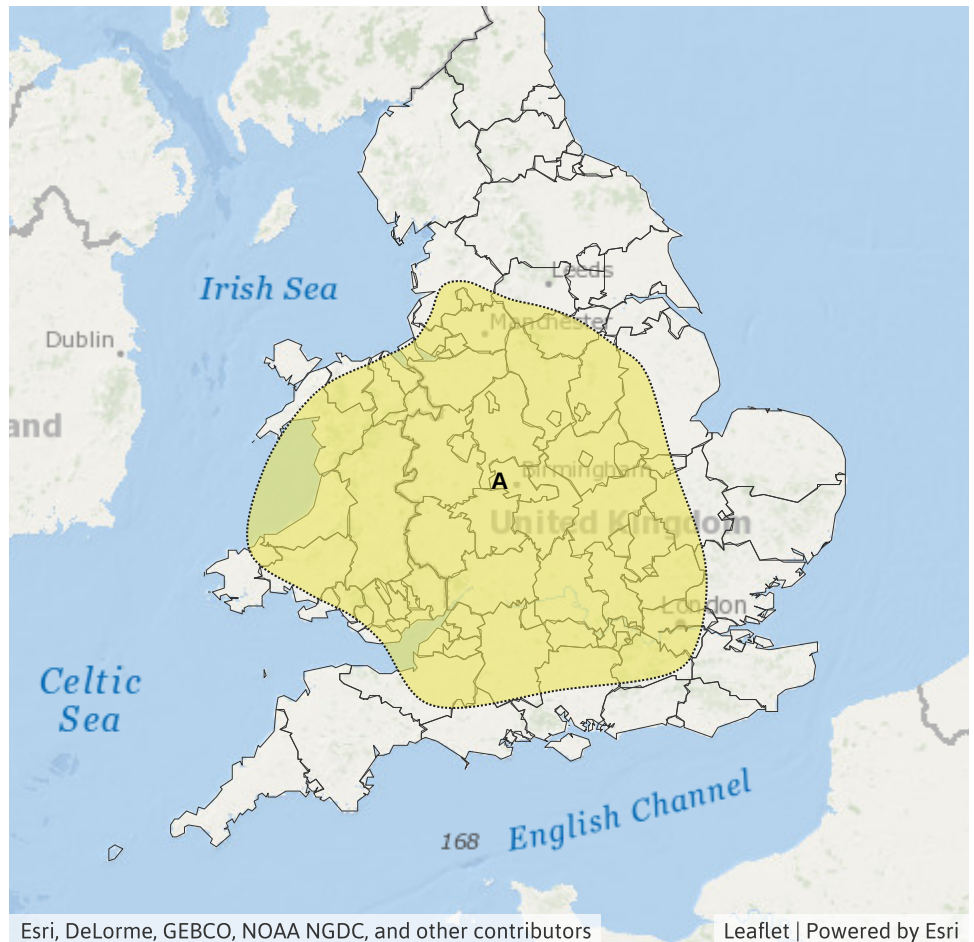 Leeds
Irish Sea
Manchester
Dublin
and
Birmingham
A
United Kingdom
London
Celtic
Sea
English Channel
168
Esri, DeLorme, GEBCO, NOAA NGDC, and other contributors
Leaflet | Powered by Esri